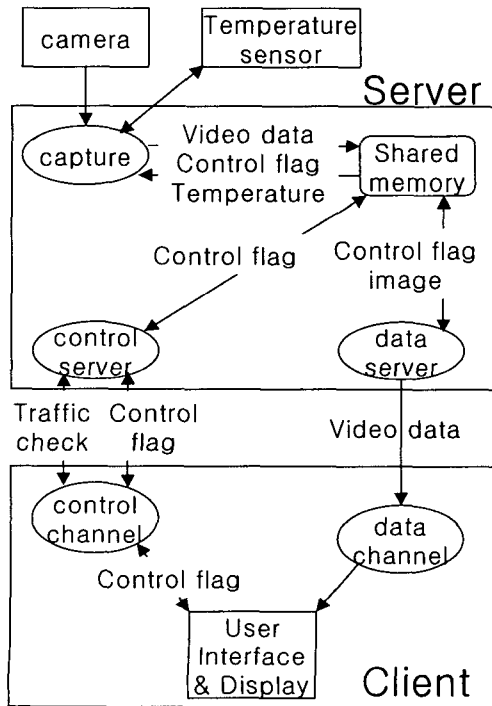 camera
Temperature
sensor
Server
capture
Video data
Control flag
Temperature
Shared
memory
Control flag
Control flag
image
control
server
data
server
Traffic
check
Control
flag
Video data
control
channel
data
channel
Control flag
User
Interface
& Display
Client